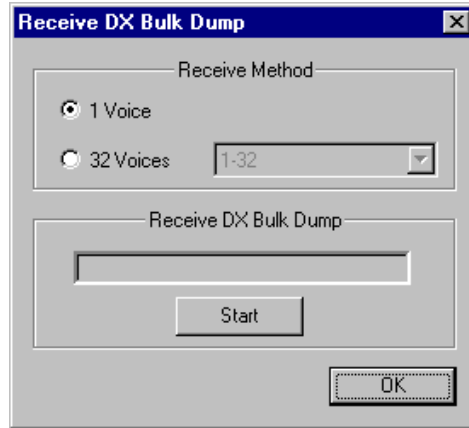 Receive DX Bulk Dump
Receive Method
1 Voice
32 Voices 1-32
Receive DX Bulk Dump
Start
OK